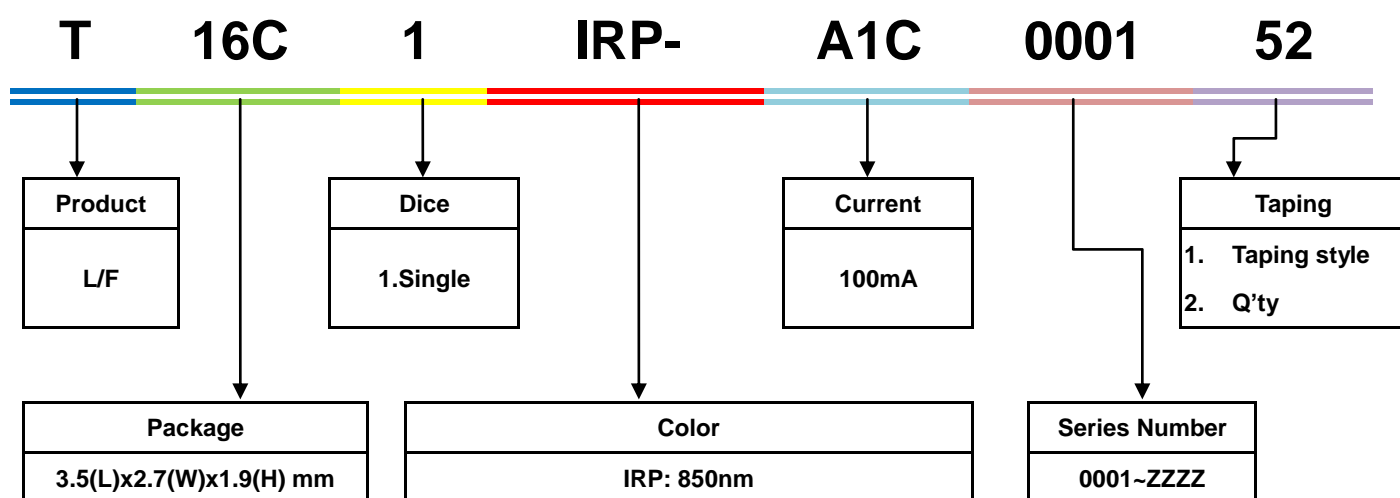 T 16C 1 IRP- A1C 0001 52
Product
L/F
Dice
1.Single
Current
100mA
Taping
1. Taping style
2. Q’ty
Package
3.5(L)x2.7(W)x1.9(H) mm
Color
IRP: 850nm
Series Number
0001~ZZZZ